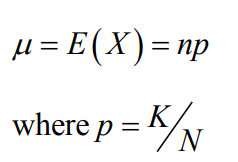 μ = E(X) = np
where p = K/N